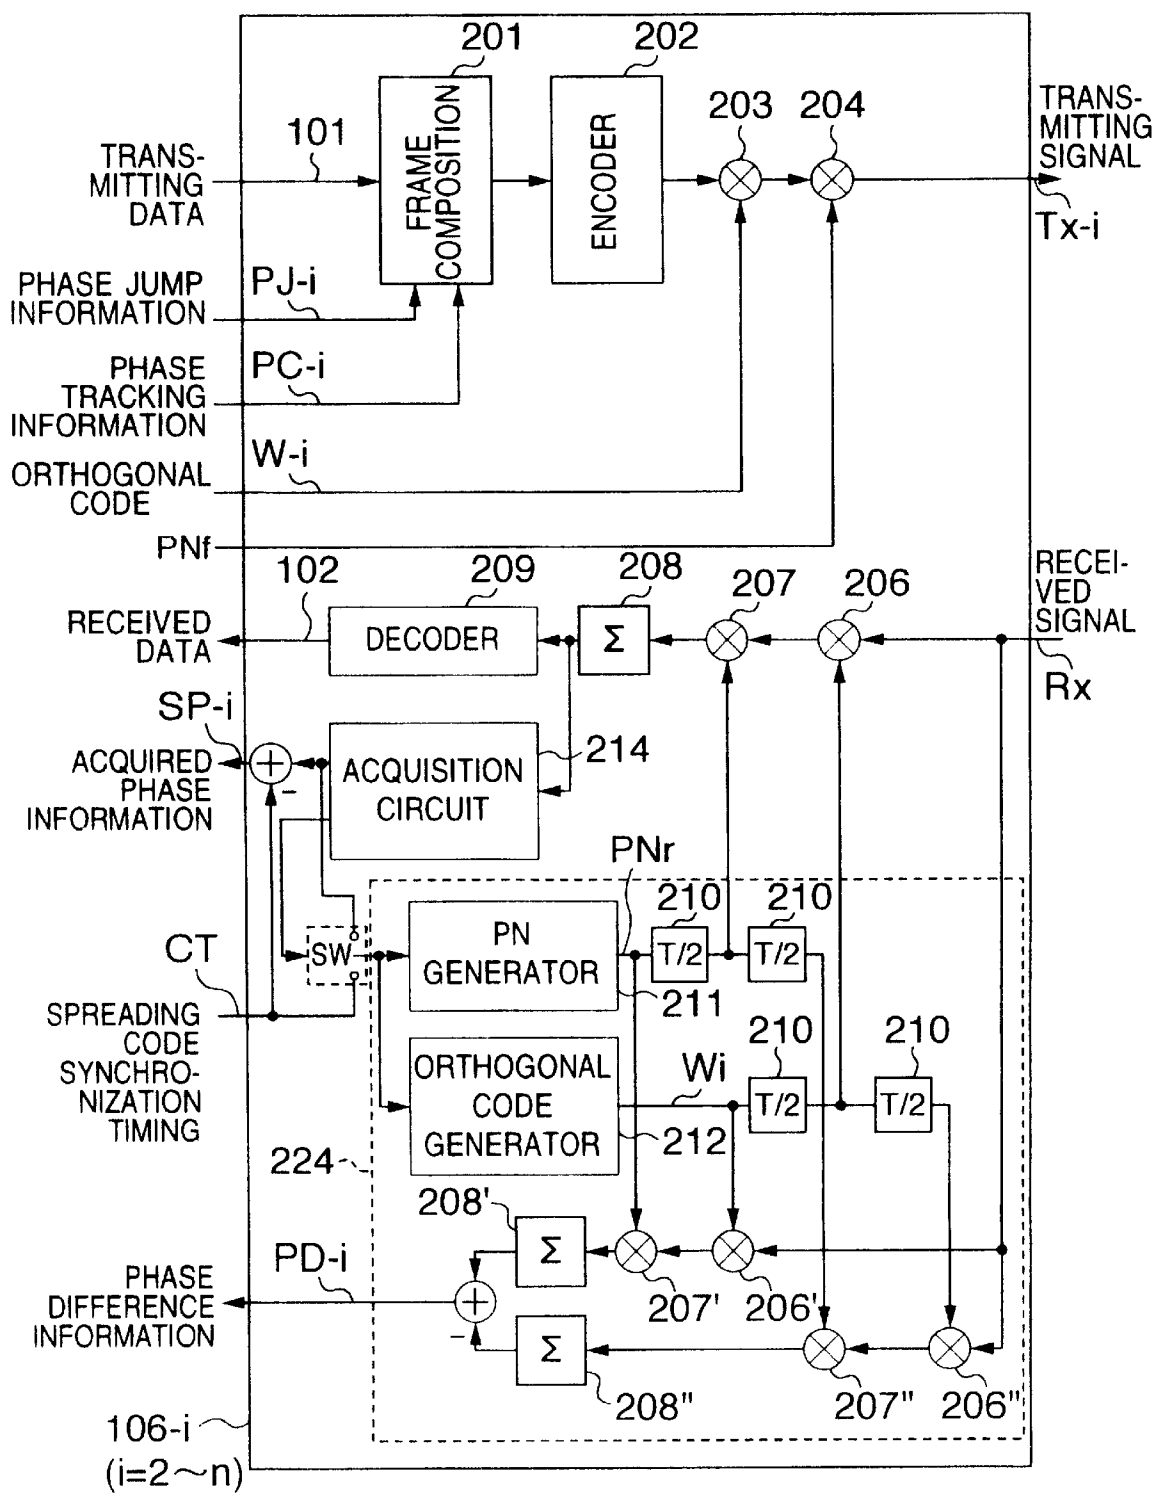 201
202
203
204
TRANS-
MITTING
SIGNAL
Tx-i
TRANS-
MITTING
DATA
101
FRAME
COMPOSITION
ENCODER
PHASE JUMP
INFORMATION
PJ-i
PHASE
TRACKING
INFORMATION
PC-i
ORTHOGONAL
CODE
W-i
PNf
102
209
208
207
206
RECEI-
VED
SIGNAL
Rx
RECEIVED
DATA
DECODER
Σ
SP-i
ACQUIRED
PHASE
INFORMATION
+
-
ACQUISITION
CIRCUIT
214
PNr
210
210
CT
SW
PN
GENERATOR
211
T/2
T/2
SPREADING
CODE
SYNCHRO-
NIZATION
TIMING
ORTHOGONAL
CODE
GENERATOR
212
Wi
210
210
T/2
T/2
224
208'
Σ
207'
206'
PD-i
PHASE
DIFFERENCE
INFORMATION
+
-
Σ
208"
207"
206"
106-i
(i=2~n)